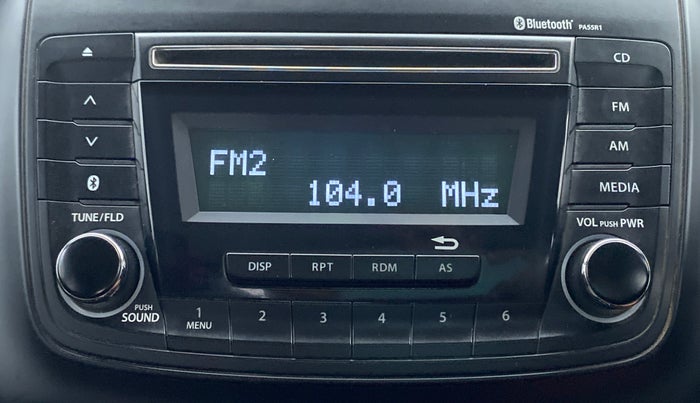 Bluetooth PA55R1
CD
FM
AM
MEDIA
FM2
104.0 MHz
TUNE/FLD
VOL PUSH PWR
DISP RPT RDM AS
PUSH
SOUND
1 2 3 4 5 6
MENU